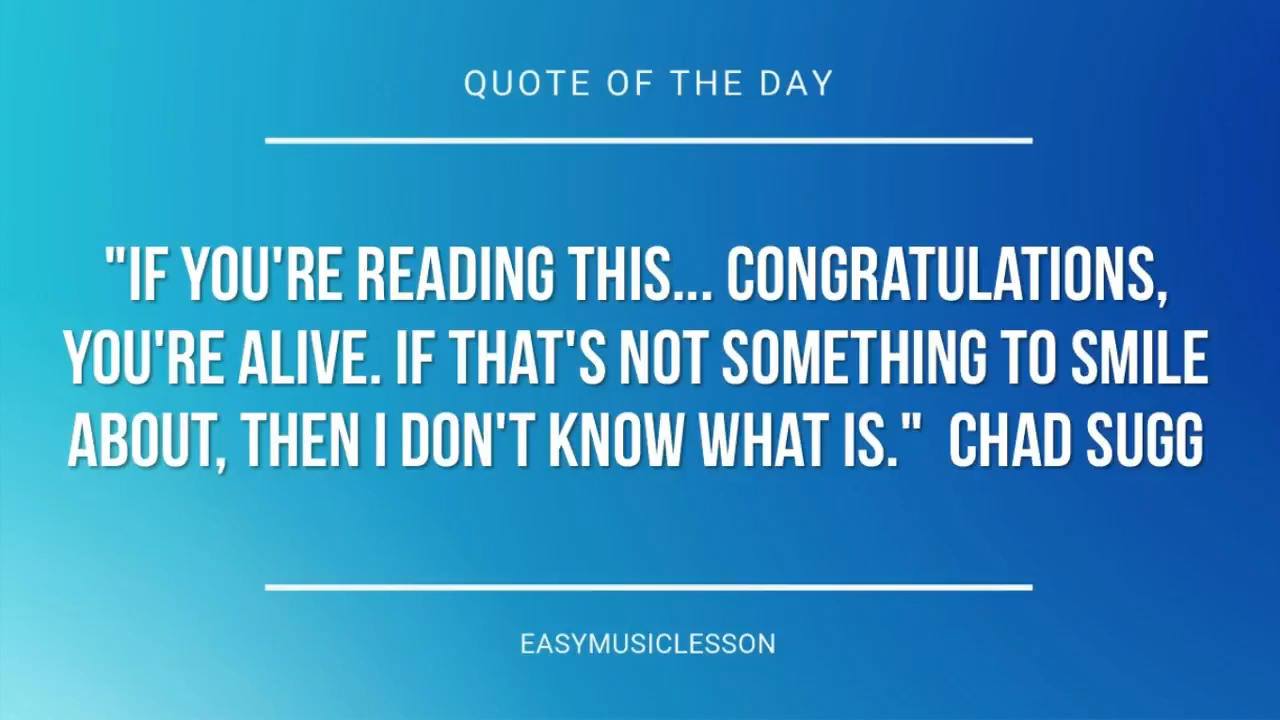 QUOTE OF THE DAY
"IF YOU'RE READING THIS... CONGRATULATIONS,
YOU'RE ALIVE. IF THAT'S NOT SOMETHING TO SMILE
ABOUT, THEN I DON'T KNOW WHAT IS." CHAD SUGG
EASYMUSICLESSON